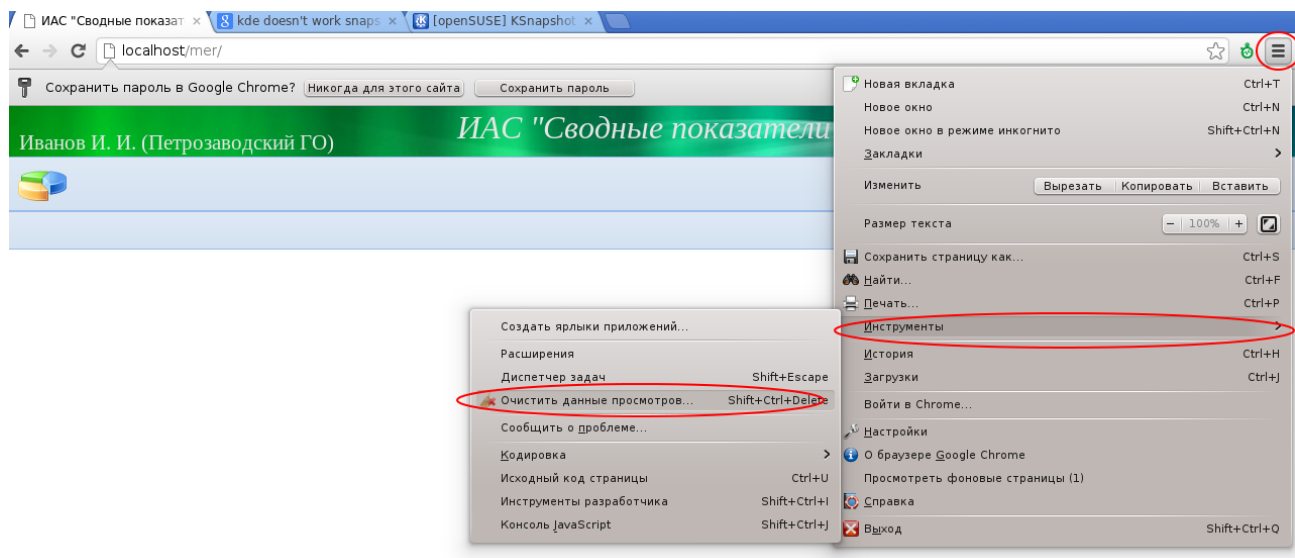 ИАС "Сводные показат
kde doesn't work snaps
[openSUSE] KSnapshot
localhost/mer/
Сохранить пароль в Google Chrome? Никогда для этого сайта Сохранить пароль
Иванов И. И. (Петрозаводский ГО)
ИАС "Сводные показатели
Новая вкладка Ctrl+T
Новое окно Ctrl+N
Новое окно в режиме инкогнито Shift+Ctrl+N
Закладки
Изменить Вырезать Копировать Вставить
Размер текста − 100% +
Сохранить страницу как... Ctrl+S
Найти... Ctrl+F
Печать... Ctrl+P
Инструменты
История Ctrl+H
Загрузки Ctrl+J
Войти в Chrome...
Настройки
О браузере Google Chrome
Просмотреть фоновые страницы (1)
Справка
Выход Shift+Ctrl+Q
Создать ярлыки приложений...
Расширения
Диспетчер задач Shift+Escape
Очистить данные просмотров... Shift+Ctrl+Delete
Сообщить о проблеме...
Кодировка
Исходный код страницы Ctrl+U
Инструменты разработчика Shift+Ctrl+I
Консоль JavaScript Shift+Ctrl+J